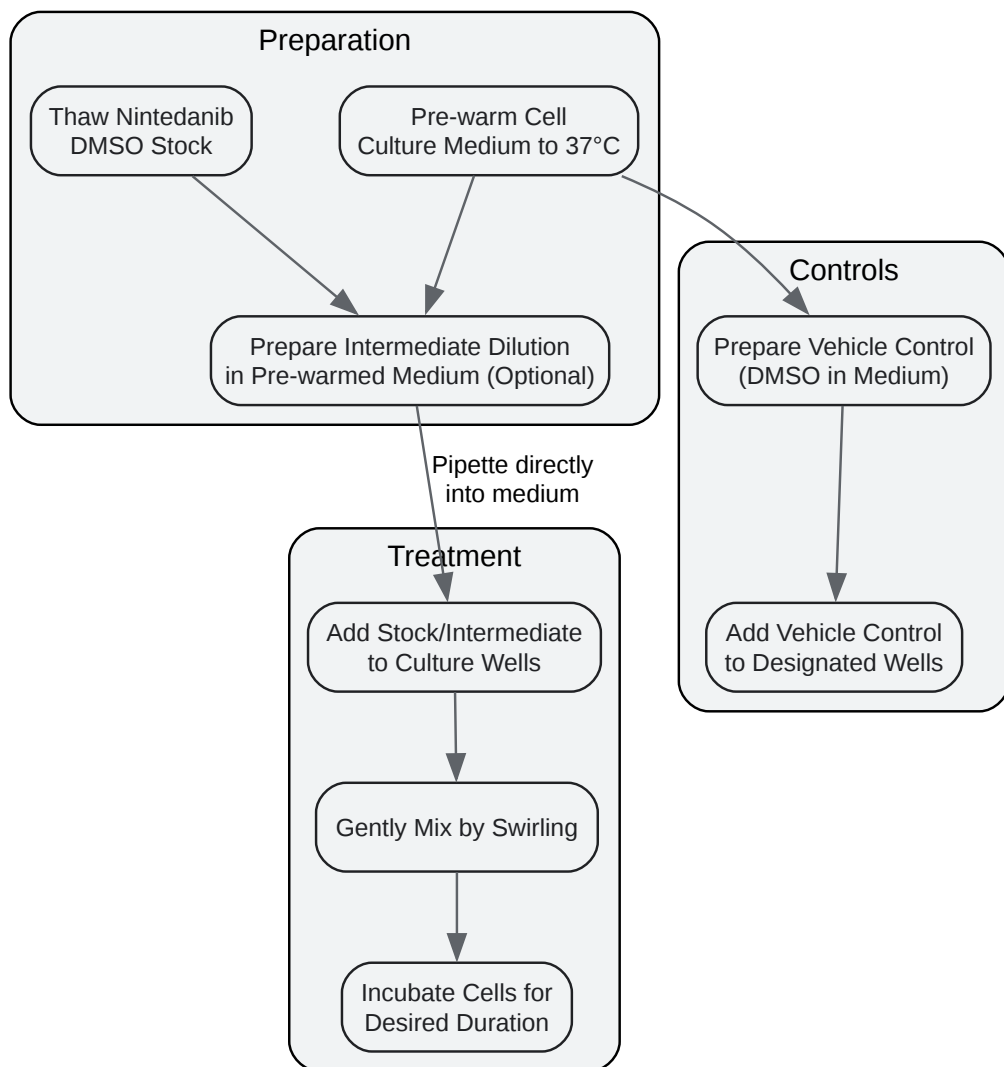 Preparation
Thaw Nintedanib
DMSO Stock
Pre-warm Cell
Culture Medium to 37°C
Prepare Intermediate Dilution
in Pre-warmed Medium (Optional)
Controls
Prepare Vehicle Control
(DMSO in Medium)
Pipette directly
into medium
Treatment
Add Stock/Intermediate
to Culture Wells
Add Vehicle Control
to Designated Wells
Gently Mix by Swirling
Incubate Cells for
Desired Duration